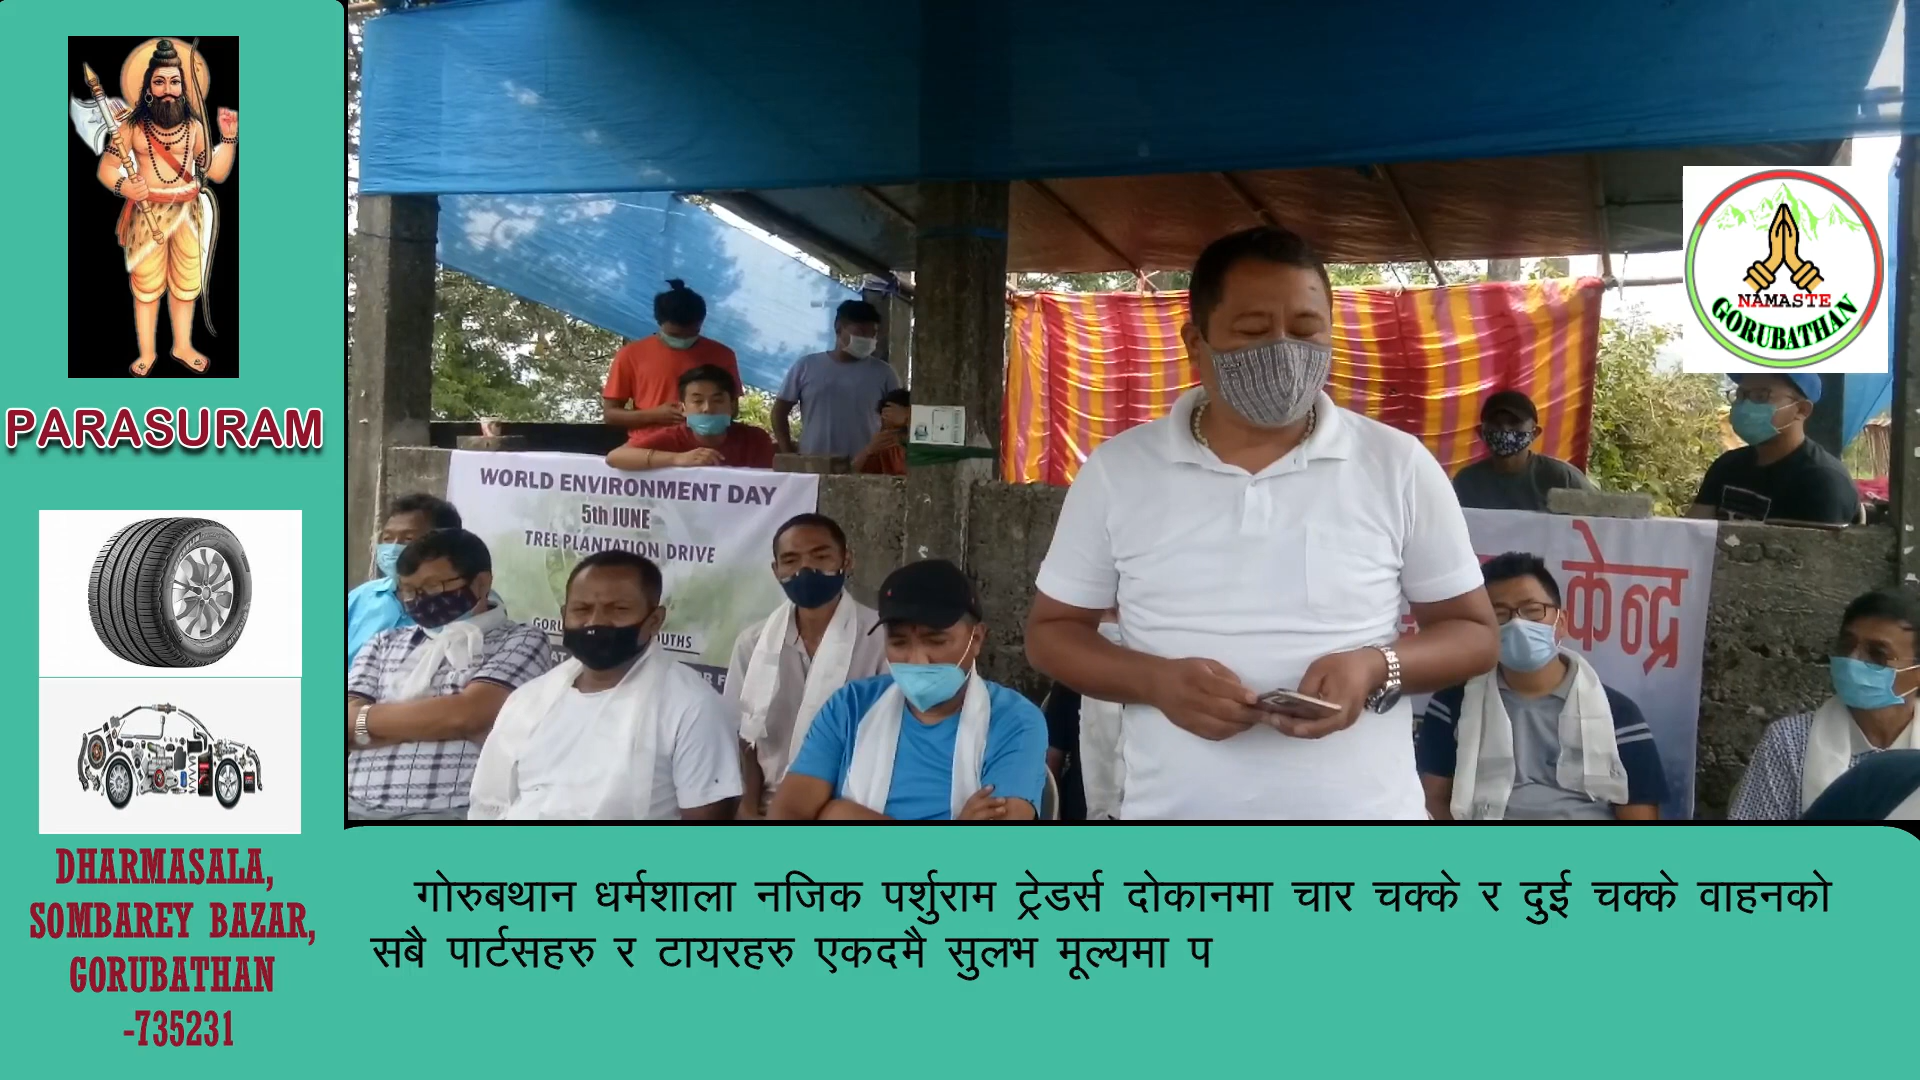 PARASURAM
DHARMASALA,
SOMBAREY BAZAR,
GORUBATHAN
-735231
NAMASTE
GORUBATHAN
WORLD ENVIRONMENT DAY
5th JUNE
TREE PLANTATION DRIVE
केन्द्र
गोरुबथान धर्मशाला नजिक पर्शुराम ट्रेडर्स दोकानमा चार चक्के र दुई चक्के वाहनको
सबै पार्टसहरु र टायरहरु एकदमै सुलभ मूल्यमा प